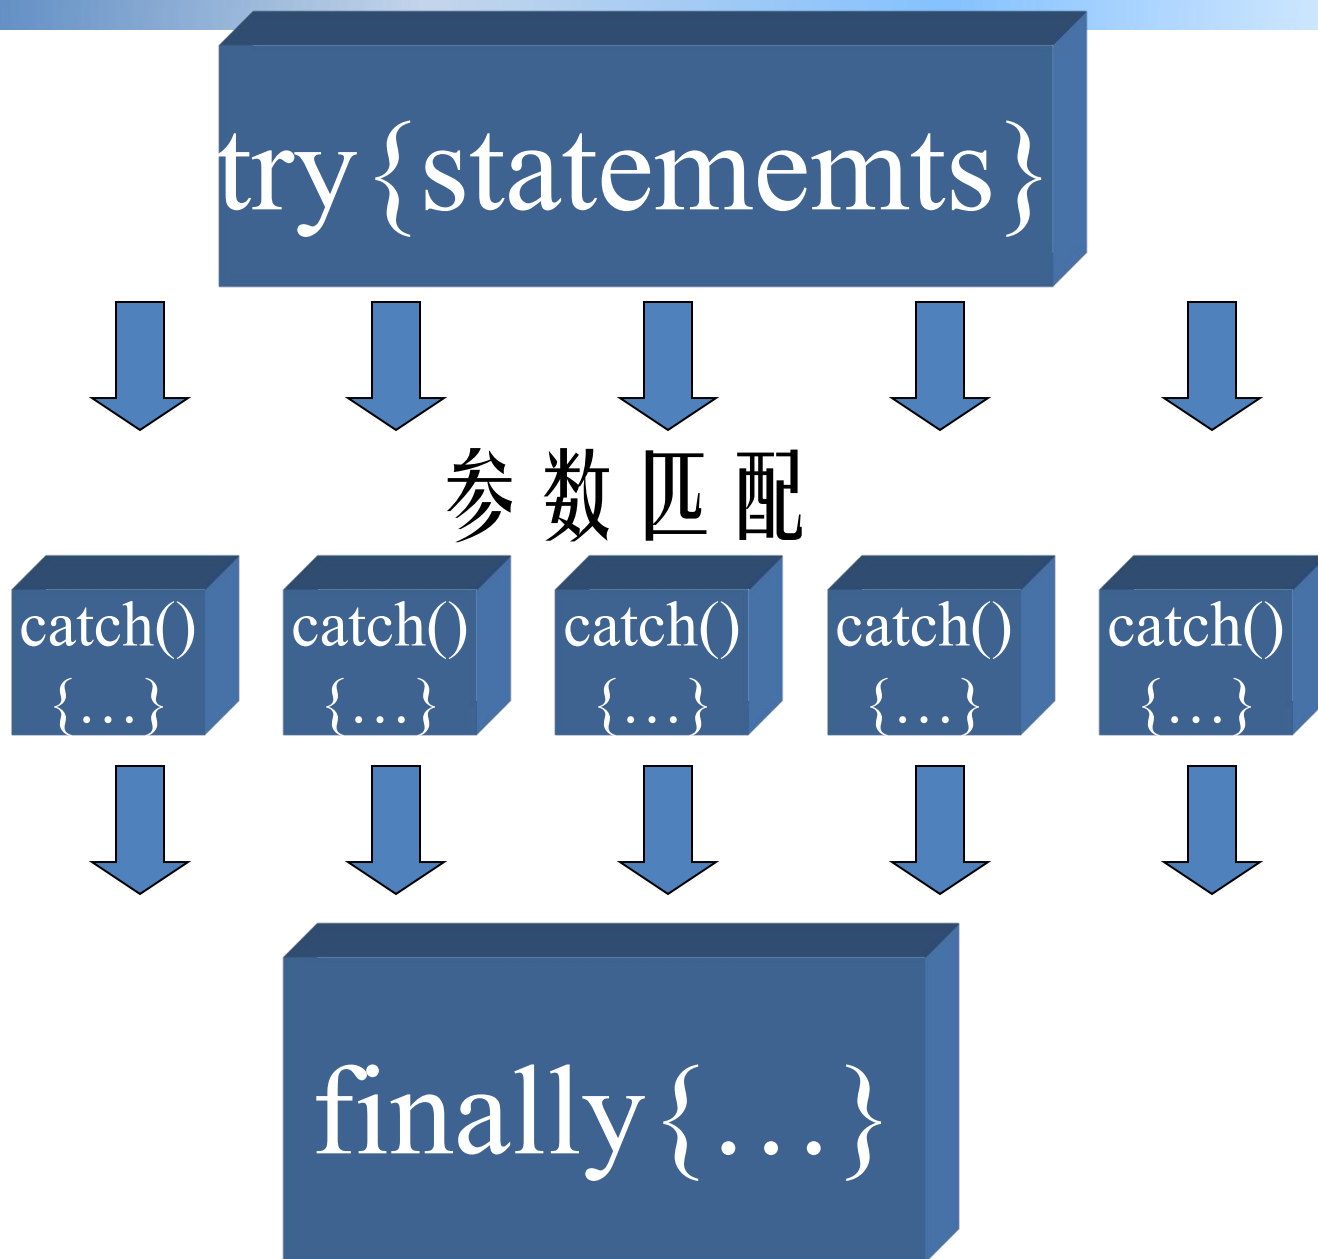 try{statememts}
参数匹配
catch() catch() catch() catch() catch()
{…} {…} {…} {…} {…}
finally{…}